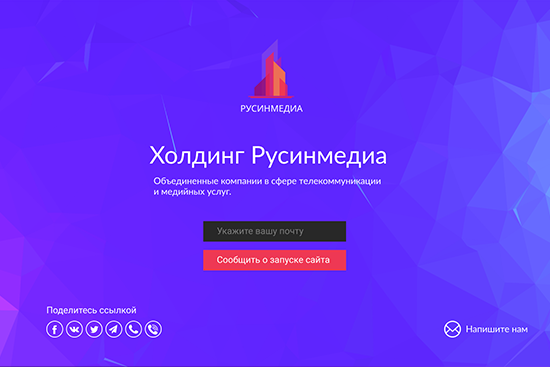 РУСИНМЕДИА
Холдинг Русинмедиа
Объединенные компании в сфере телекоммуникации
и медийных услуг.
Укажите вашу почту
Сообщить о запуске сайта
Поделитесь ссылкой
Напишите нам